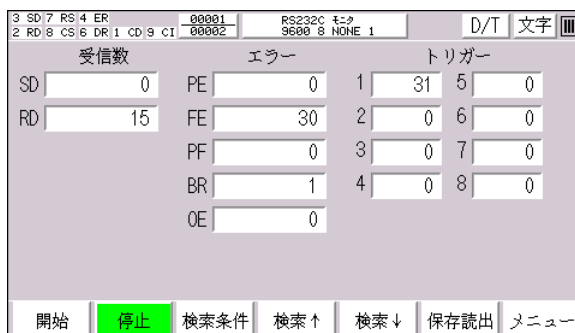 3 SD 7 RS 4 ER 00001 RS232C ﾓﾆﾀ D/T 文字
2 RD 8 CS 6 DR 1 CD 9 CI 00002 9600 8 NONE 1
受信数 エラー トリガー
SD 0 PE 0 1 31 5 0
RD 15 FE 30 2 0 6 0
PF 0 3 0 7 0
BR 1 4 0 8 0
OE 0
開始 停止 検索条件 検索↑ 検索↓ 保存読出 メニュー